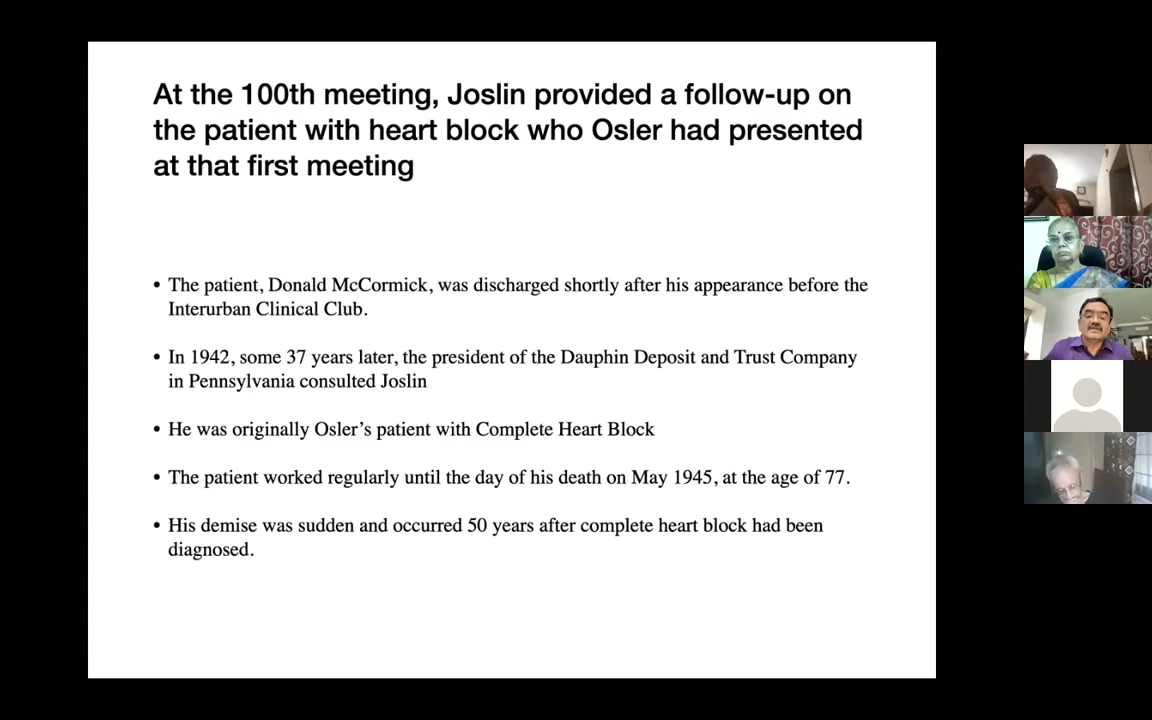 At the 100th meeting, Joslin provided a follow-up on
the patient with heart block who Osler had presented
at that first meeting
• The patient, Donald McCormick, was discharged shortly after his appearance before the
Interurban Clinical Club.
• In 1942, some 37 years later, the president of the Dauphin Deposit and Trust Company
in Pennsylvania consulted Joslin
• He was originally Osler’s patient with Complete Heart Block
• The patient worked regularly until the day of his death on May 1945, at the age of 77.
• His demise was sudden and occurred 50 years after complete heart block had been
diagnosed.